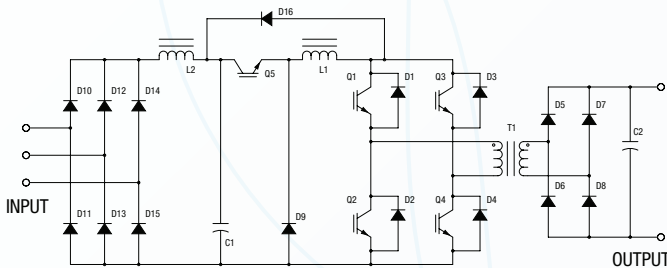 D16
L2
Q5
L1
D10
D12
D14
Q1
D1
Q3
D3
T1
D5
D7
C2
INPUT
D11
D13
D15
C1
D9
Q2
D2
Q4
D4
D6
D8
OUTPUT